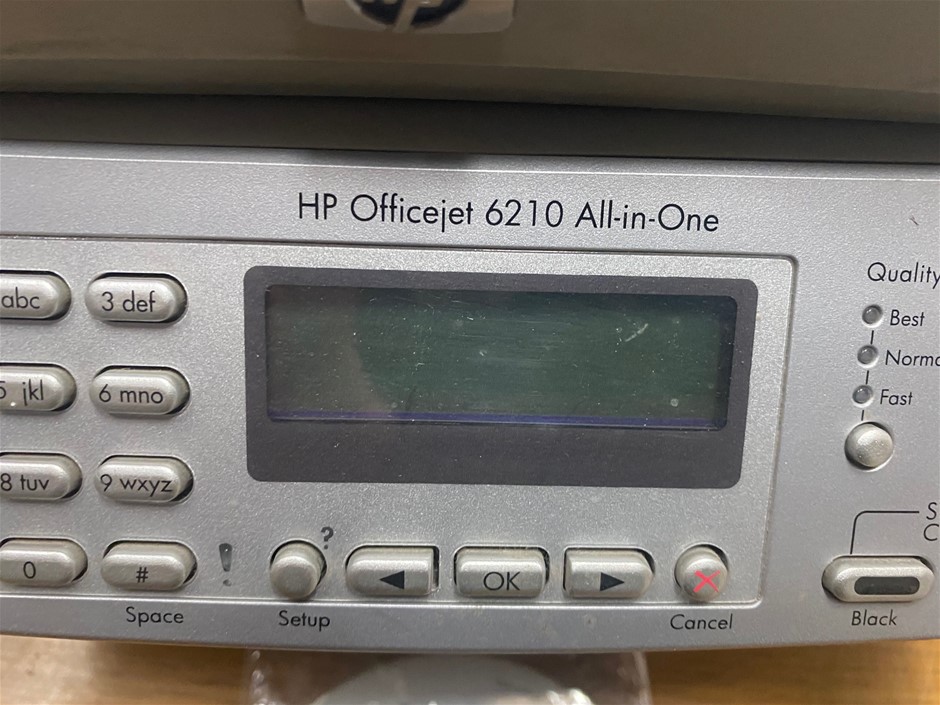 HP Officejet 6210 All-in-One
Quality
abc
3 def
Best
5 jkl
6 mno
Fast
8 tuv
9 wxyz
0
#
!
?
OK
Space
Setup
Cancel
Black